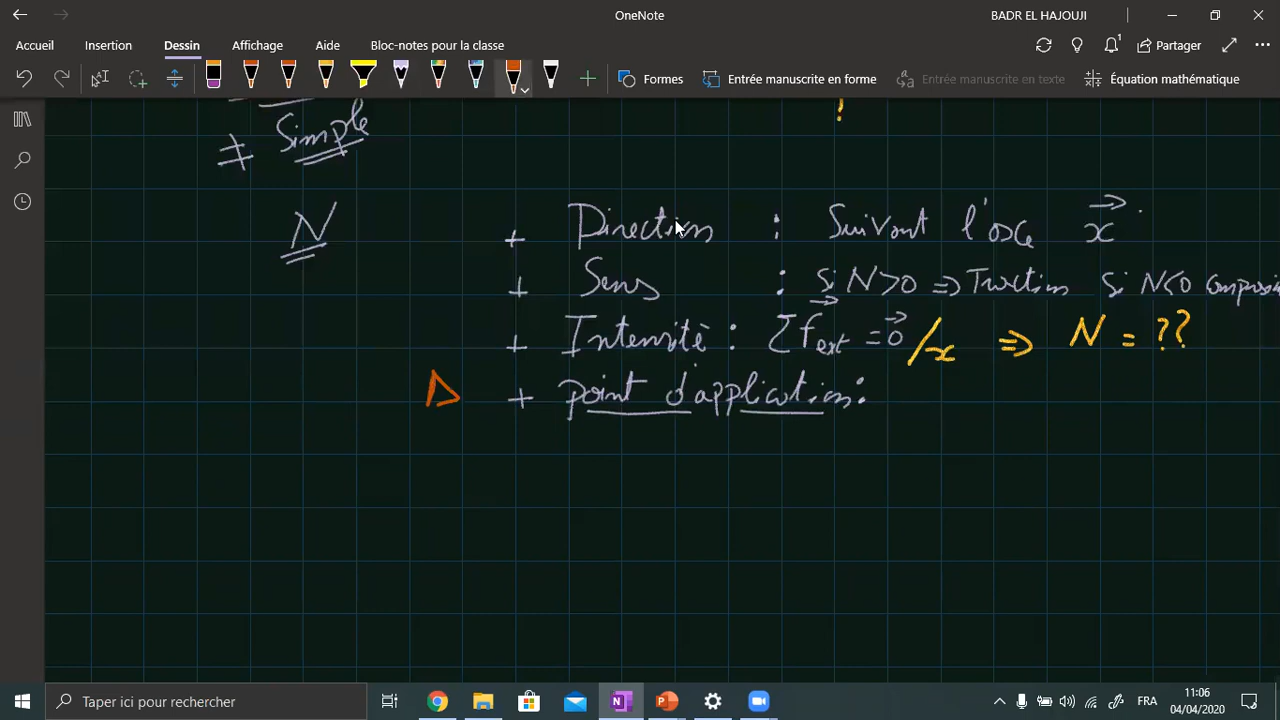 OneNote
BADR EL HAJOUJI
Accueil Insertion Dessin Affichage Aide Bloc-notes pour la classe Partager
Formes Entrée manuscrite en forme Entrée manuscrite en texte Équation mathématique
?
≠ Simple
N + Direction : Suivant l'axe x⃗
+ Sens : si N>0 ⇒ Traction si N<0
+ Intensité : Σ f⃗ext = 0⃗ /x ⇒ N = ??
+ point d'application :
Taper ici pour rechercher
FRA
11:06
04/04/2020